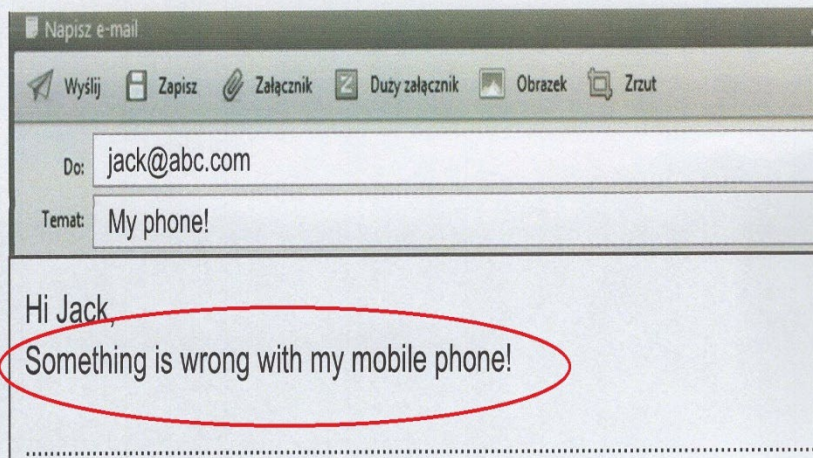 Napisz e-mail
Wyślij Zapisz Załącznik Duży załącznik Obrazek Zrzut
Do: jack@abc.com
Temat: My phone!
Hi Jack,
Something is wrong with my mobile phone!